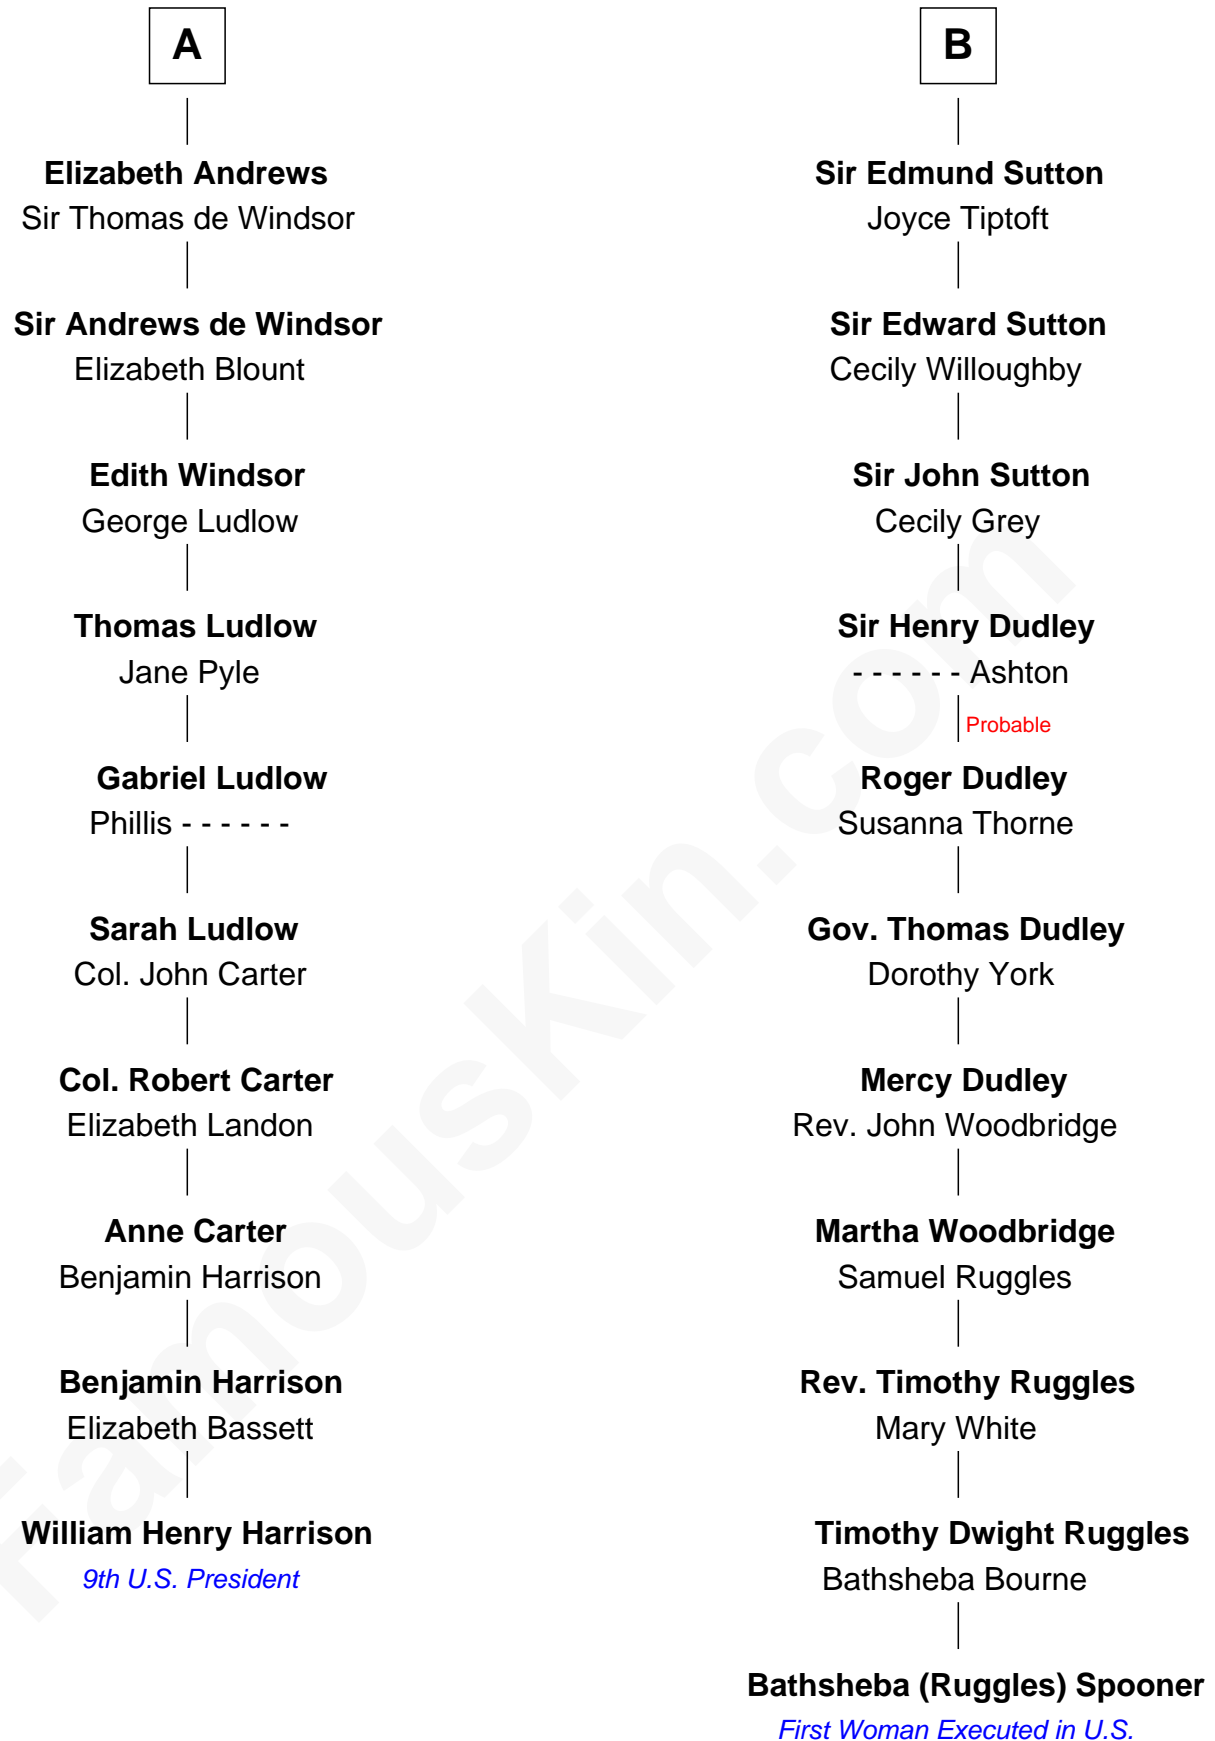 A
Elizabeth Andrews
Sir Thomas de Windsor
Sir Andrews de Windsor
Elizabeth Blount
Edith Windsor
George Ludlow
Thomas Ludlow
Jane Pyle
Gabriel Ludlow
Phillis - - - - - -
Sarah Ludlow
Col. John Carter
Col. Robert Carter
Elizabeth Landon
Anne Carter
Benjamin Harrison
Benjamin Harrison
Elizabeth Bassett
William Henry Harrison
9th U.S. President
B
Sir Edmund Sutton
Joyce Tiptoft
Sir Edward Sutton
Cecily Willoughby
Sir John Sutton
Cecily Grey
Sir Henry Dudley
- - - - - - Ashton
Probable
Roger Dudley
Susanna Thorne
Gov. Thomas Dudley
Dorothy York
Mercy Dudley
Rev. John Woodbridge
Martha Woodbridge
Samuel Ruggles
Rev. Timothy Ruggles
Mary White
Timothy Dwight Ruggles
Bathsheba Bourne
Bathsheba (Ruggles) Spooner
First Woman Executed in U.S.
FamousKin.com